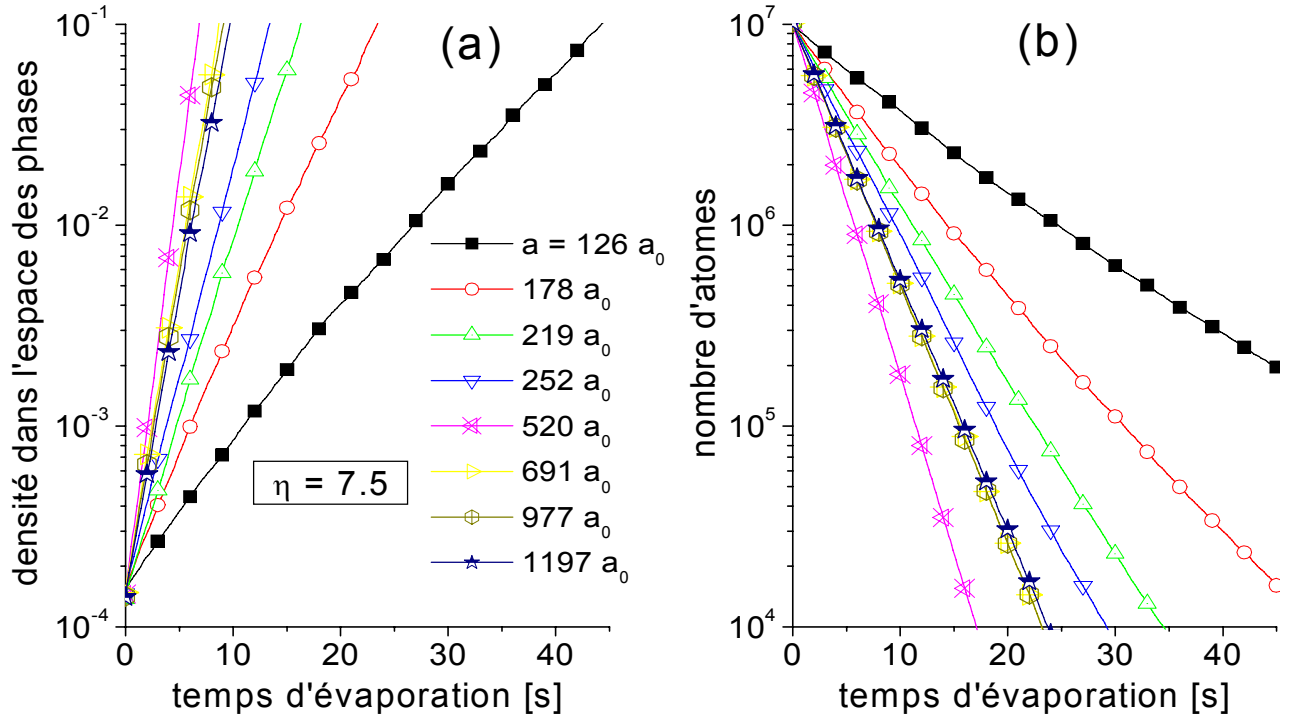 (a)
densité dans l'espace des phases
10⁻¹
10⁻²
10⁻³
10⁻⁴
a = 126 a₀
178 a₀
219 a₀
252 a₀
520 a₀
691 a₀
977 a₀
1197 a₀
η = 7.5
0 10 20 30 40
temps d'évaporation [s]
(b)
nombre d'atomes
10⁷
10⁶
10⁵
10⁴
0 10 20 30 40
temps d'évaporation [s]